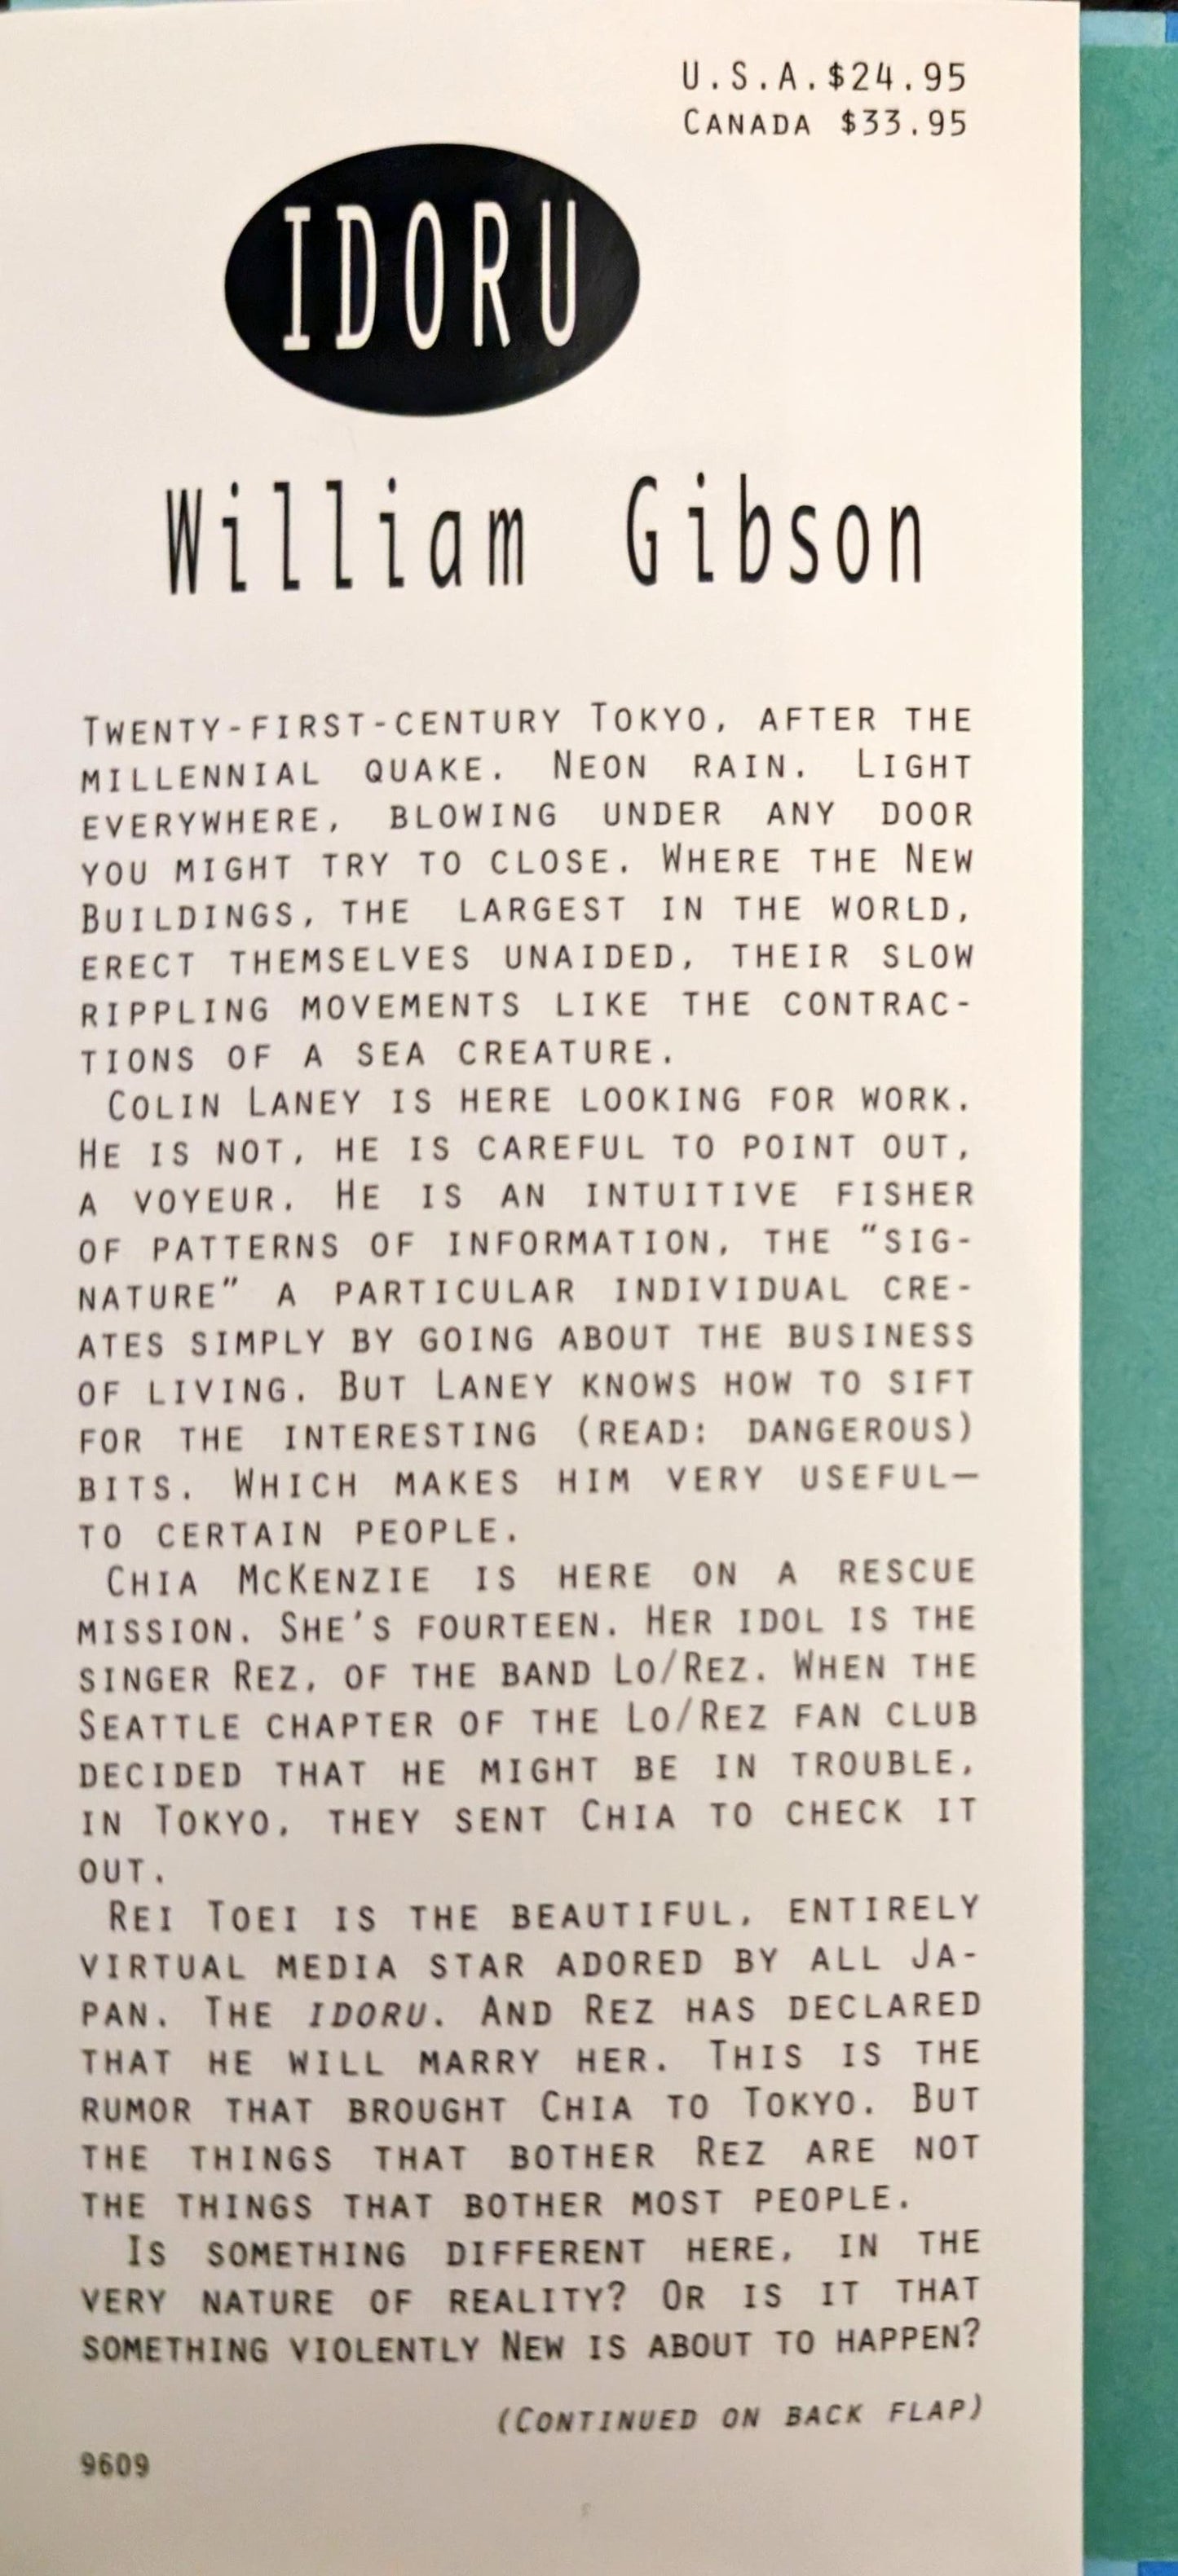 U.S.A.$24.95
CANADA $33.95
IDORU
William Gibson
TWENTY-FIRST-CENTURY TOKYO, AFTER THE
MILLENNIAL QUAKE. NEON RAIN. LIGHT
EVERYWHERE, BLOWING UNDER ANY DOOR
YOU MIGHT TRY TO CLOSE. WHERE THE NEW
BUILDINGS, THE LARGEST IN THE WORLD,
ERECT THEMSELVES UNAIDED, THEIR SLOW
RIPPLING MOVEMENTS LIKE THE CONTRAC-
TIONS OF A SEA CREATURE.
COLIN LANEY IS HERE LOOKING FOR WORK.
HE IS NOT, HE IS CAREFUL TO POINT OUT,
A VOYEUR. HE IS AN INTUITIVE FISHER
OF PATTERNS OF INFORMATION, THE “SIG-
NATURE” A PARTICULAR INDIVIDUAL CRE-
ATES SIMPLY BY GOING ABOUT THE BUSINESS
OF LIVING. BUT LANEY KNOWS HOW TO SIFT
FOR THE INTERESTING (READ: DANGEROUS)
BITS. WHICH MAKES HIM VERY USEFUL—
TO CERTAIN PEOPLE.
CHIA MCKENZIE IS HERE ON A RESCUE
MISSION. SHE'S FOURTEEN. HER IDOL IS THE
SINGER REZ, OF THE BAND LO/REZ. WHEN THE
SEATTLE CHAPTER OF THE LO/REZ FAN CLUB
DECIDED THAT HE MIGHT BE IN TROUBLE,
IN TOKYO, THEY SENT CHIA TO CHECK IT
OUT.
REI TOEI IS THE BEAUTIFUL, ENTIRELY
VIRTUAL MEDIA STAR ADORED BY ALL JA-
PAN. THE IDORU. AND REZ HAS DECLARED
THAT HE WILL MARRY HER. THIS IS THE
RUMOR THAT BROUGHT CHIA TO TOKYO. BUT
THE THINGS THAT BOTHER REZ ARE NOT
THE THINGS THAT BOTHER MOST PEOPLE.
IS SOMETHING DIFFERENT HERE, IN THE
VERY NATURE OF REALITY? OR IS IT THAT
SOMETHING VIOLENTLY NEW IS ABOUT TO HAPPEN?
(CONTINUED ON BACK FLAP)
9609